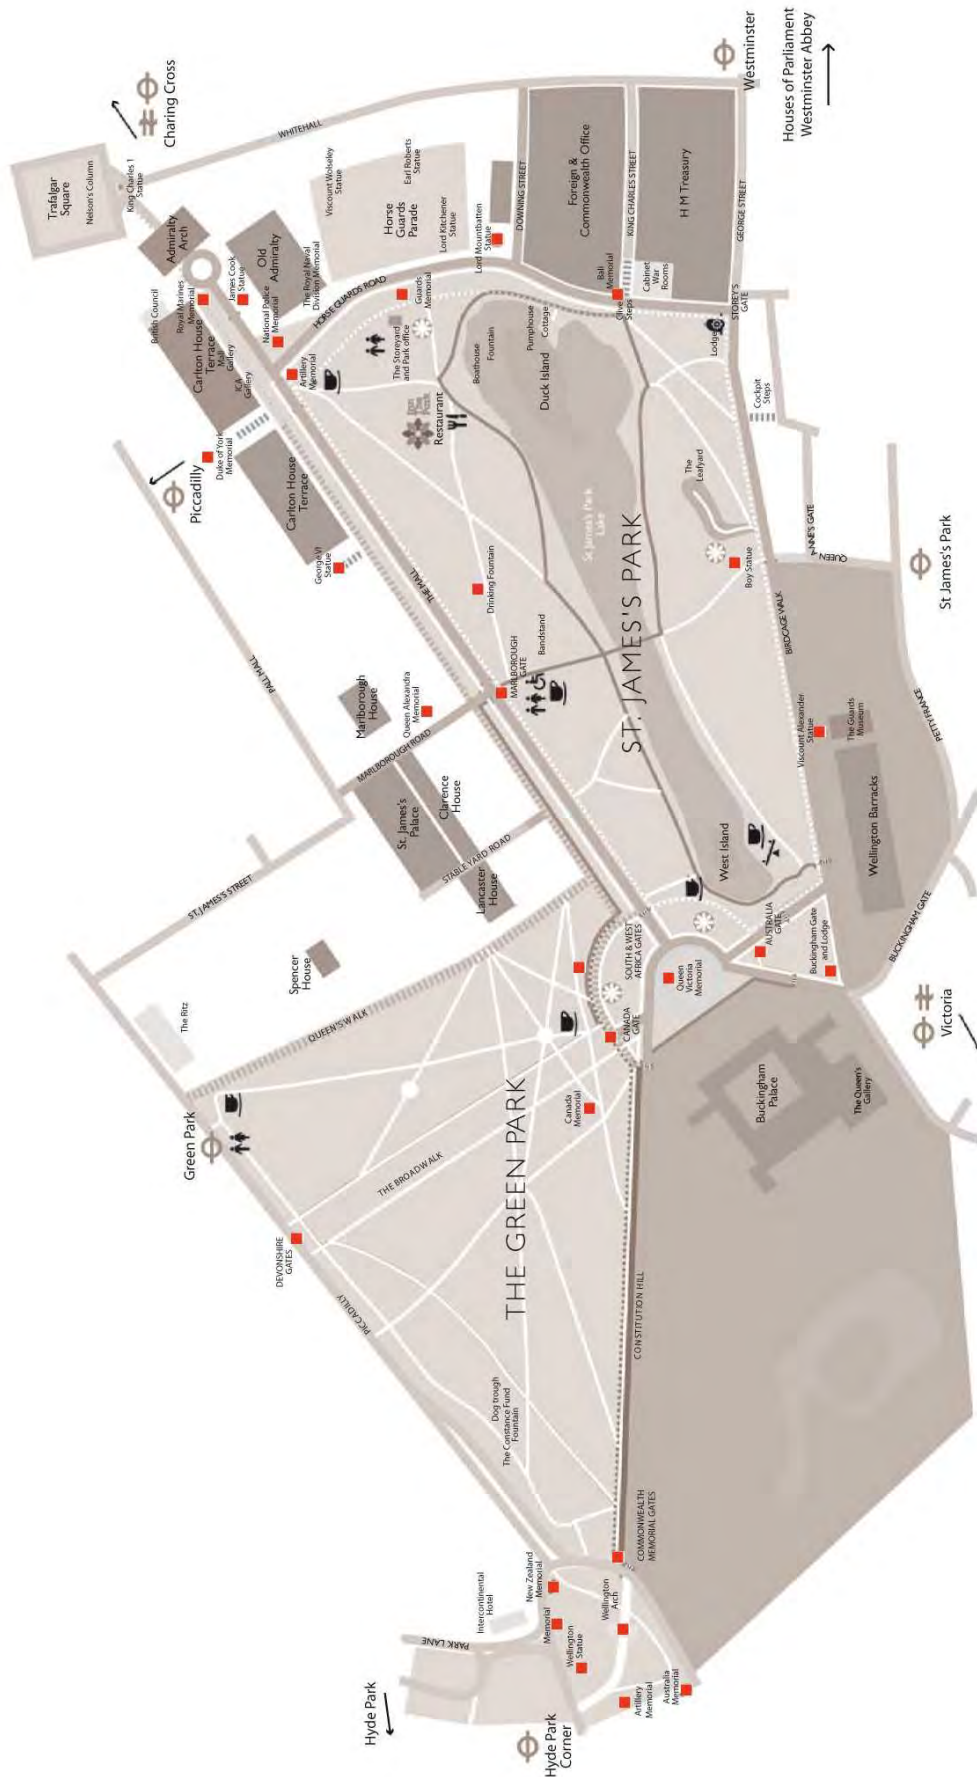 Hyde Park
Hyde Park
Corner
PARK LANE
Intercontinental
Hotel
New Zealand
Memorial
Memorial
Wellington
Statue
Wellington
Arch
Artillery
Memorial
Australia
Memorial
COMMONWEALTH
MEMORIAL GATES
Dog trough
The Constance Fund
Fountain
PICCADILLY
DEVONSHIRE
GATES
Green Park
THE BROADWALK
THE GREEN PARK
CONSTITUTION HILL
Canada
Memorial
CANADA
GATE
The Ritz
QUEEN'S WALK
Spencer
House
SOUTH & WEST
AFRICA GATES
Queen
Victoria
Memorial
Buckingham
Palace
The Queen's
Gallery
Victoria
AUSTRALIA
GATE
Buckingham Gate
and Lodge
BUCKINGHAM GATE
ST. JAMES'S STREET
Lancaster
House
STABLE YARD ROAD
St. James's
Palace
Clarence
House
MARLBOROUGH ROAD
Marlborough
House
Queen Alexandra
Memorial
PALL MALL
Piccadilly
THE MALL
MARLBOROUGH
GATE
Bandstand
Drinking Fountain
ST. JAMES'S PARK
West Island
St James's Park
Lake
Wellington Barracks
The Guards
Museum
Viscount Alexander
Statue
PETTY FRANCE
BIRDCAGE WALK
Boy Statue
The
Leafyard
St James's Park
QUEEN ANNE'S GATE
Cockpit
Steps
Lodge
STOREY'S
GATE
George VI
Statue
Carlton House
Terrace
Duke of York
Memorial
Carlton House
Terrace
ICA
Gallery
Mall
Gallery
British Council
Royal Marines
Memorial
James Cook
Statue
National Police
Memorial
Artillery
Memorial
Admiralty
Arch
Old
Admiralty
The Royal Naval
Division Memorial
HORSE GUARDS ROAD
Guards
Memorial
The Storeyard
and Park office
Inn
The
Park
Restaurant
Boathouse
Fountain
Duck Island
Pumphouse
Cottage
Trafalgar
Square
Nelson's Column
King Charles 1
Statue
Charing Cross
WHITEHALL
Viscount Wolseley
Statue
Horse
Guards
Parade
Earl Roberts
Statue
Lord Kitchener
Statue
Lord Mountbatten
Statue
DOWNING STREET
Foreign &
Commonwealth Office
KING CHARLES STREET
Bali
Memorial
Clive
Steps
Cabinet
War
Rooms
H M Treasury
GEORGE STREET
Westminster
Houses of Parliament
Westminster Abbey